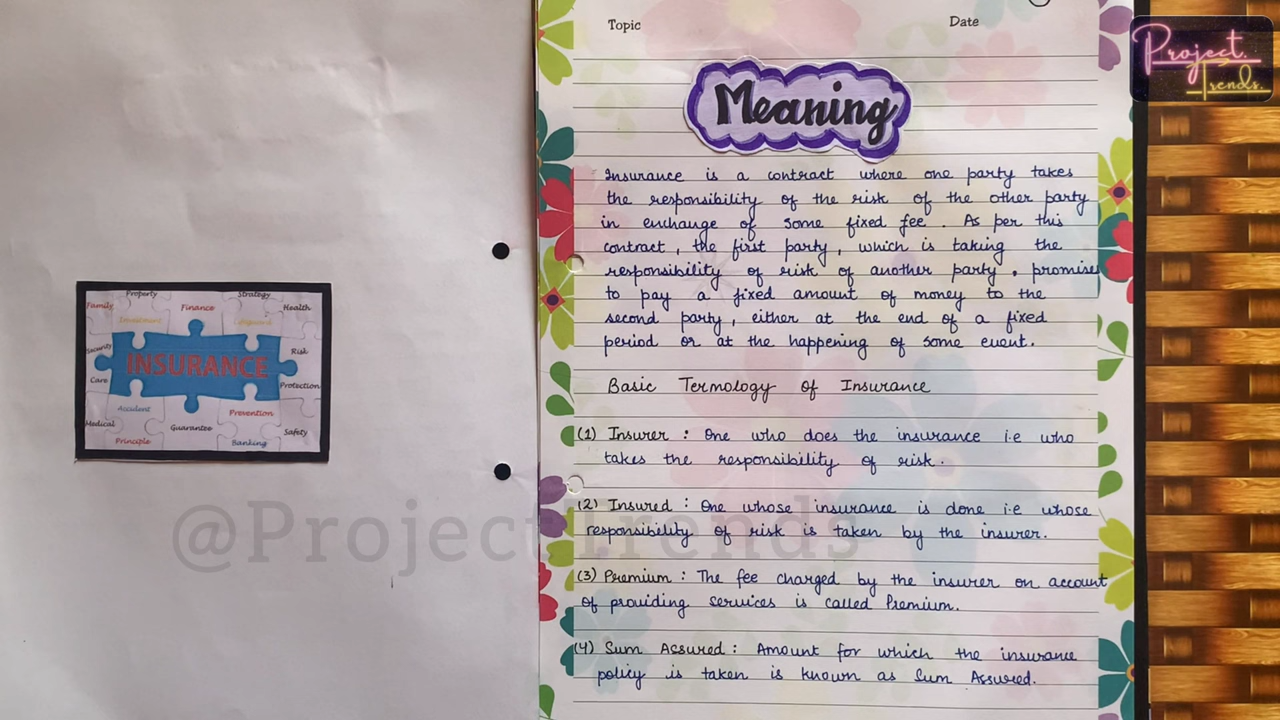 Topic
Date
Project.
Trends.
Meaning
Insurance is a contract where one party takes
the responsibility of the risk of the other party
in exchange of some fixed fee. As per this
contract, the first party, which is taking the
responsibility of risk of another party, promise
to pay a fixed amount of money to the
second party, either at the end of a fixed
period or at the happening of some event.
Basic Termology of Insurance
(1) Insurer : One who does the insurance i.e who
takes the responsibility of risk.
(2) Insured : One whose insurance is done i.e whose
responsibility of risk is taken by the insurer.
(3) Premium : The fee charged by the insurer on account
of providing services is called Premium.
(4) Sum Assured : Amount for which the insurance
policy is taken is known as Sum Assured.
Property
Strategy
Family
Finance
Health
Investment
Safeguard
Security
INSURANCE
Risk
Care
Protection
Accident
Prevention
Medical
Guarantee
Safety
Principle
Banking
@ProjectTrends